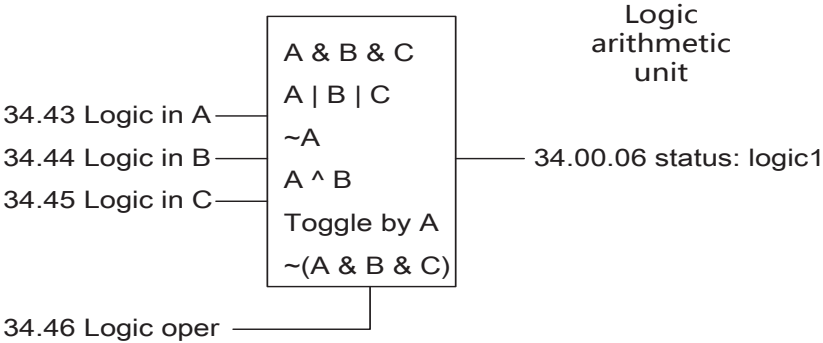 Logic
arithmetic
unit
A & B & C
A | B | C
~A
A ^ B
Toggle by A
~(A & B & C)
34.43 Logic in A
34.44 Logic in B
34.45 Logic in C
34.46 Logic oper
34.00.06 status: logic1